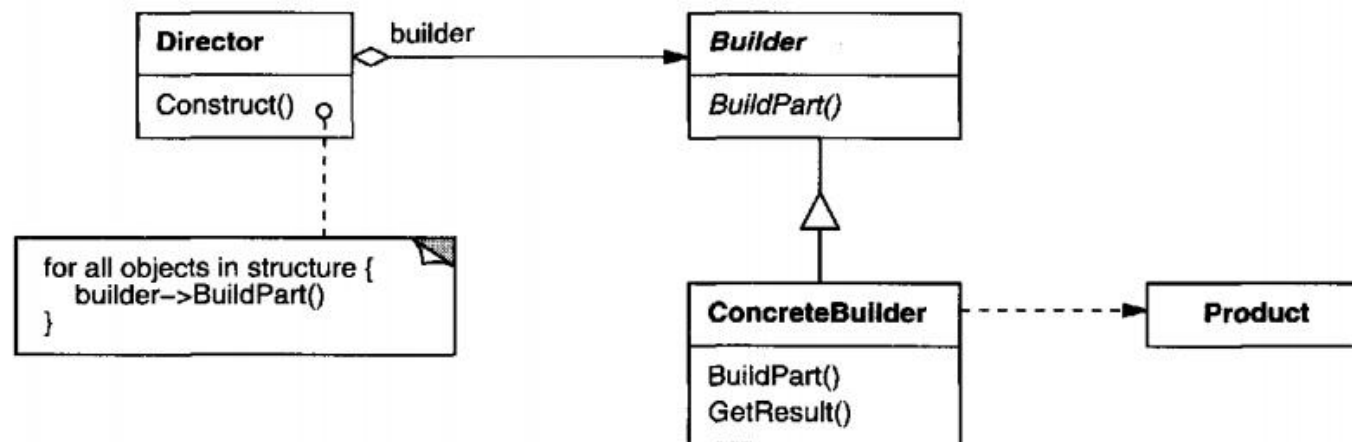 Director
builder
Builder
Construct()
BuildPart()
for all objects in structure {
builder–>BuildPart()
}
ConcreteBuilder
Product
BuildPart()
GetResult()